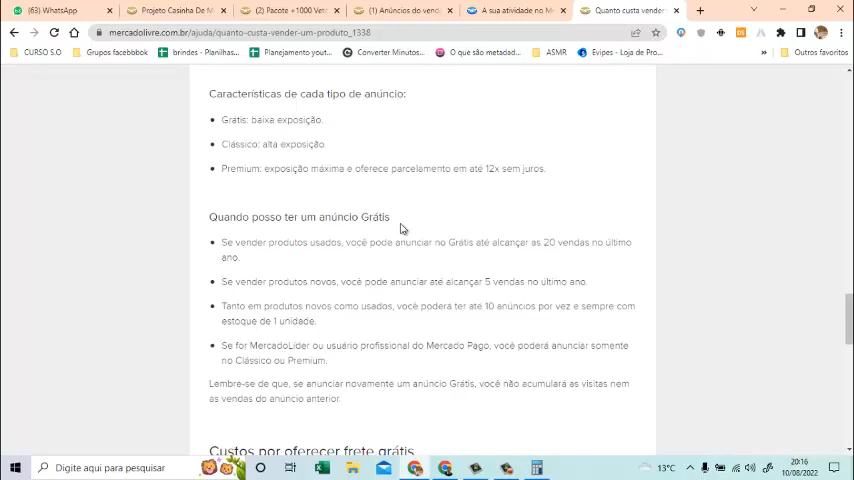 (63) WhatsApp
Projeto Casinha De M
(2) Pacote +1000 Veto
(1) Anúncios do vend
A sua atividade no M
Quanto custa vender
mercadolivre.com.br/ajuda/quanto-custa-vender-um-produto_1338
CURSO S.O
Grupos facebbbok
brindes - Planilhas...
Planejamento yout...
Converter Minutos...
O que são metadad...
ASMR
Evipes - Loja de Pro...
»
Outros favoritos
Características de cada tipo de anúncio:
Gratis: baixa exposição.
Clássico: alta exposição.
Premium: exposição máxima e oferece parcelamento em até 12x sem juros.
Quando posso ter um anúncio Grátis
Se vender produtos usados, você pode anunciar no Grátis até alcançar as 20 vendas no último
ano.
Se vender produtos novos, você pode anunciar até alcançar 5 vendas no último ano.
Tanto em produtos novos como usados, você poderá ter até 10 anúncios por vez e sempre com
estoque de 1 unidade.
Se for MercadoLíder ou usuário profissional do Mercado Pago, você poderá anunciar somente
no Clássico ou Premium.
Lembre-se de que, se anunciar novamente um anúncio Grátis, você não acumulará as visitas nem
as vendas do anúncio anterior.
Custos por oferecer frete grátis
Digite aqui para pesquisar
13°C
20:16
10/08/2022